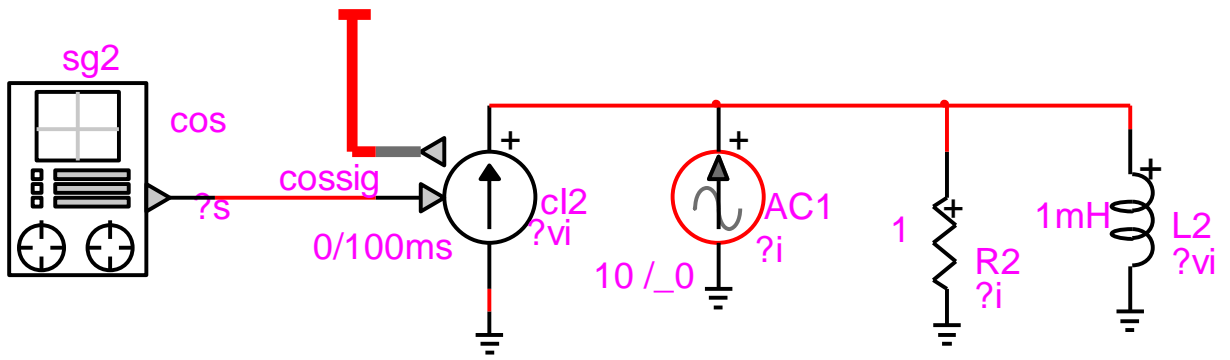 sg2
cos
?s
cossig
0/100ms
cI2
?vi
AC1
?i
10 /_0
1
R2
?i
1mH
L2
?vi